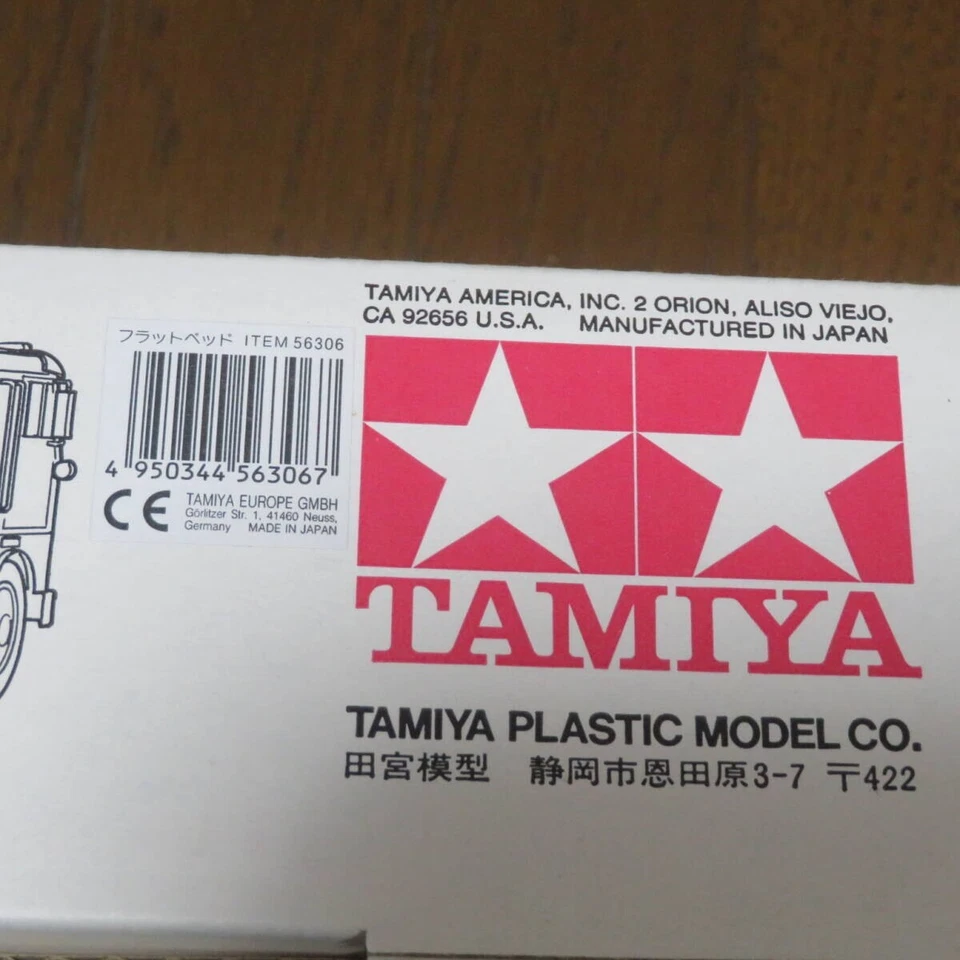 TAMIYA AMERICA, INC. 2 ORION, ALISO VIEJO,
CA 92656 U.S.A. MANUFACTURED IN JAPAN
フラットベッド ITEM 56306
4 950344 563067
CE TAMIYA EUROPE GMBH
Görlitzer Str. 1, 41460 Neuss,
Germany MADE IN JAPAN
TAMIYA
TAMIYA PLASTIC MODEL CO.
田宮模型 静岡市恩田原3-7 〒422